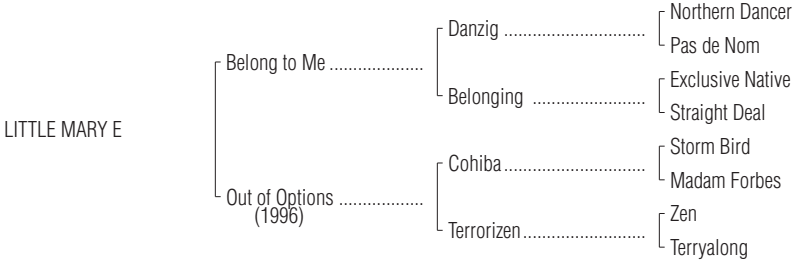 Northern Dancer
Danzig ..............................
Pas de Nom
Belong to Me ....................
Exclusive Native
Belonging ........................
Straight Deal
LITTLE MARY E
Storm Bird
Cohiba ..............................
Madam Forbes
Out of Options ..................
(1996)
Zen
Terrorizen ..........................
Terryalong